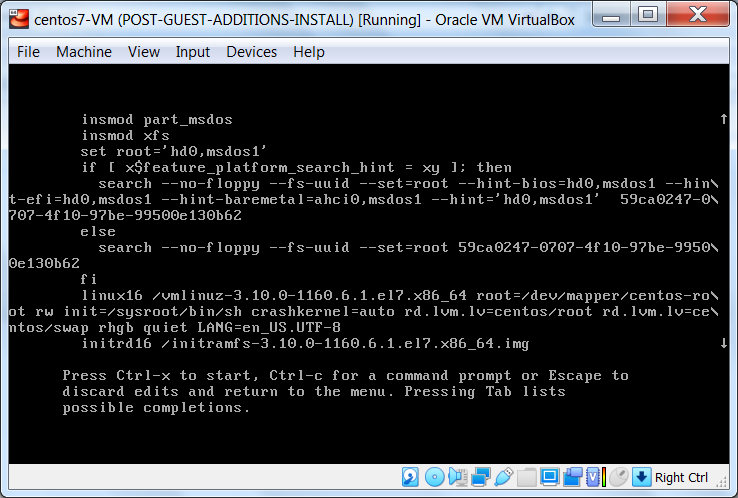 centos7-VM (POST-GUEST-ADDITIONS-INSTALL) [Running] - Oracle VM VirtualBox
File Machine View Input Devices Help
insmod part_msdos ↑
insmod xfs
set root='hd0,msdos1'
if [ x$feature_platform_search_hint = xy ]; then
search --no-floppy --fs-uuid --set=root --hint-bios=hd0,msdos1 --hin\
t-efi=hd0,msdos1 --hint-baremetal=ahci0,msdos1 --hint='hd0,msdos1'  59ca0247-0\
707-4f10-97be-99500e130b62
else
search --no-floppy --fs-uuid --set=root 59ca0247-0707-4f10-97be-9950\
0e130b62
fi
linux16 /vmlinuz-3.10.0-1160.6.1.el7.x86_64 root=/dev/mapper/centos-ro\
ot rw init=/sysroot/bin/sh crashkernel=auto rd.lvm.lv=centos/root rd.lvm.lv=ce\
ntos/swap rhgb quiet LANG=en_US.UTF-8
initrd16 /initramfs-3.10.0-1160.6.1.el7.x86_64.img ↓
Press Ctrl-x to start, Ctrl-c for a command prompt or Escape to
discard edits and return to the menu. Pressing Tab lists
possible completions.
Right Ctrl